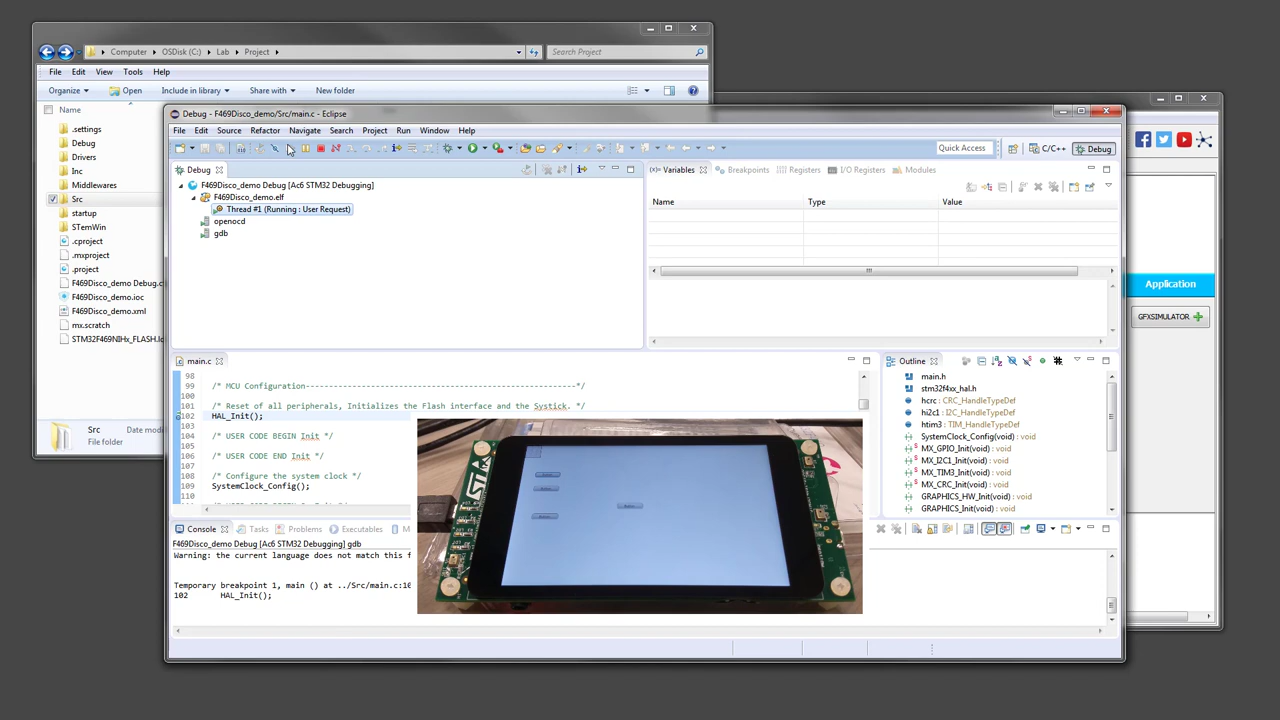 Computer
OSDisk (C:)
Lab
Project
Search Project
File Edit View Tools Help
Organize
Open
Include in library
Share with
New folder
Name
.settings
Debug
Drivers
Inc
Middlewares
Src
startup
STemWin
.cproject
.mxproject
.project
F469Disco_demo Debug.c
F469Disco_demo.ioc
F469Disco_demo.xml
mx.scratch
STM32F469NIHx_FLASH.l
Src
Date modi
File folder
Debug - F469Disco_demo/Src/main.c - Eclipse
File Edit Source Refactor Navigate Search Project Run Window Help
Quick Access
C/C++
Debug
Debug
F469Disco_demo Debug [Ac6 STM32 Debugging]
F469Disco_demo.elf
Thread #1 (Running : User Request)
openocd
gdb
(x)= Variables
Breakpoints
Registers
I/O Registers
Modules
Name Type Value
main.c
98
99 /* MCU Configuration----------------------------------------------------------*/
100
101 /* Reset of all peripherals, Initializes the Flash interface and the Systick. */
102 HAL_Init();
103
104 /* USER CODE BEGIN Init */
105
106 /* USER CODE END Init */
107
108 /* Configure the system clock */
109 SystemClock_Config();
110
Outline
main.h
stm32f4xx_hal.h
hcrc : CRC_HandleTypeDef
hi2c1 : I2C_HandleTypeDef
htim3 : TIM_HandleTypeDef
SystemClock_Config(void) : void
MX_GPIO_Init(void) : void
MX_I2C1_Init(void) : void
MX_TIM3_Init(void) : void
MX_CRC_Init(void) : void
GRAPHICS_HW_Init(void) : void
GRAPHICS_Init(void) : void
Console
Tasks
Problems
Executables
M
F469Disco_demo Debug [Ac6 STM32 Debugging] gdb
Warning: the current language does not match this f
Temporary breakpoint 1, main () at ../Src/main.c:10
102 HAL_Init();
ST
Application
GFXSIMULATOR